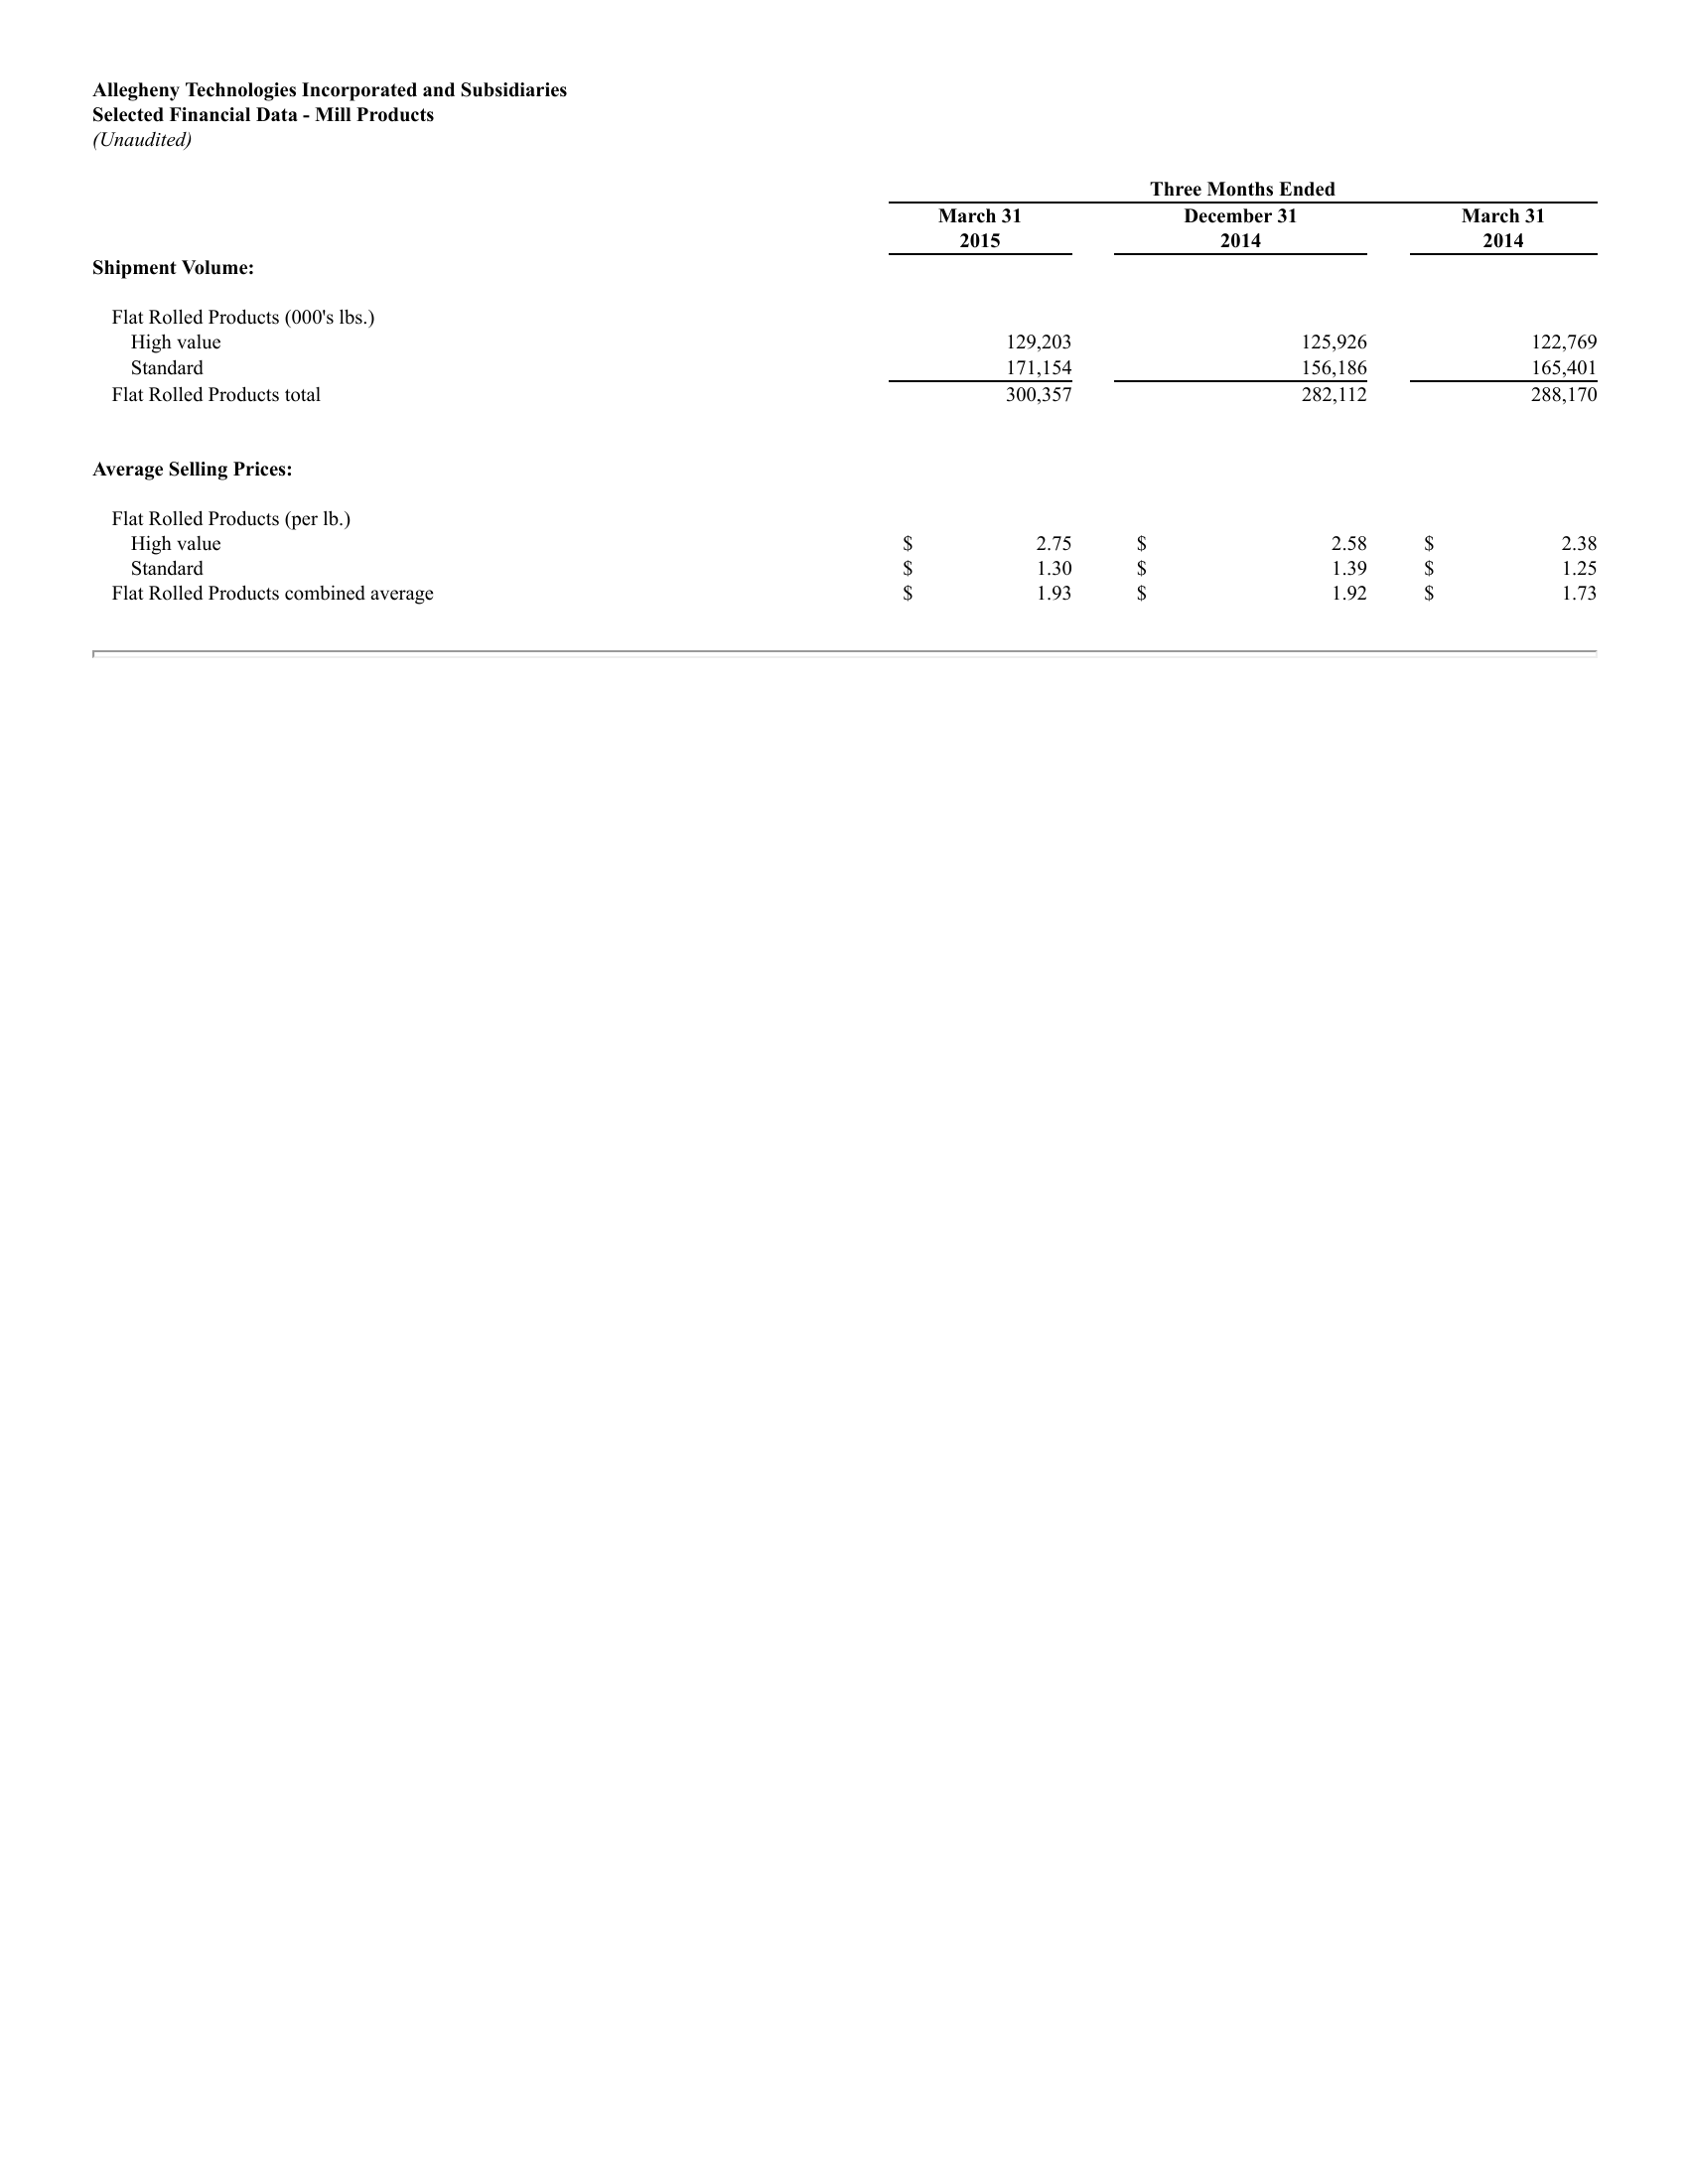 Allegheny Technologies Incorporated and Subsidiaries
Selected Financial Data - Mill Products
(Unaudited)
Three Months Ended
March 31 December 31 March 31
2015 2014 2014
Shipment Volume:
Flat Rolled Products (000's lbs.)
High value 129,203 125,926 122,769
Standard 171,154 156,186 165,401
Flat Rolled Products total 300,357 282,112 288,170
Average Selling Prices:
Flat Rolled Products (per lb.)
High value $ 2.75 $ 2.58 $ 2.38
Standard $ 1.30 $ 1.39 $ 1.25
Flat Rolled Products combined average $ 1.93 $ 1.92 $ 1.73